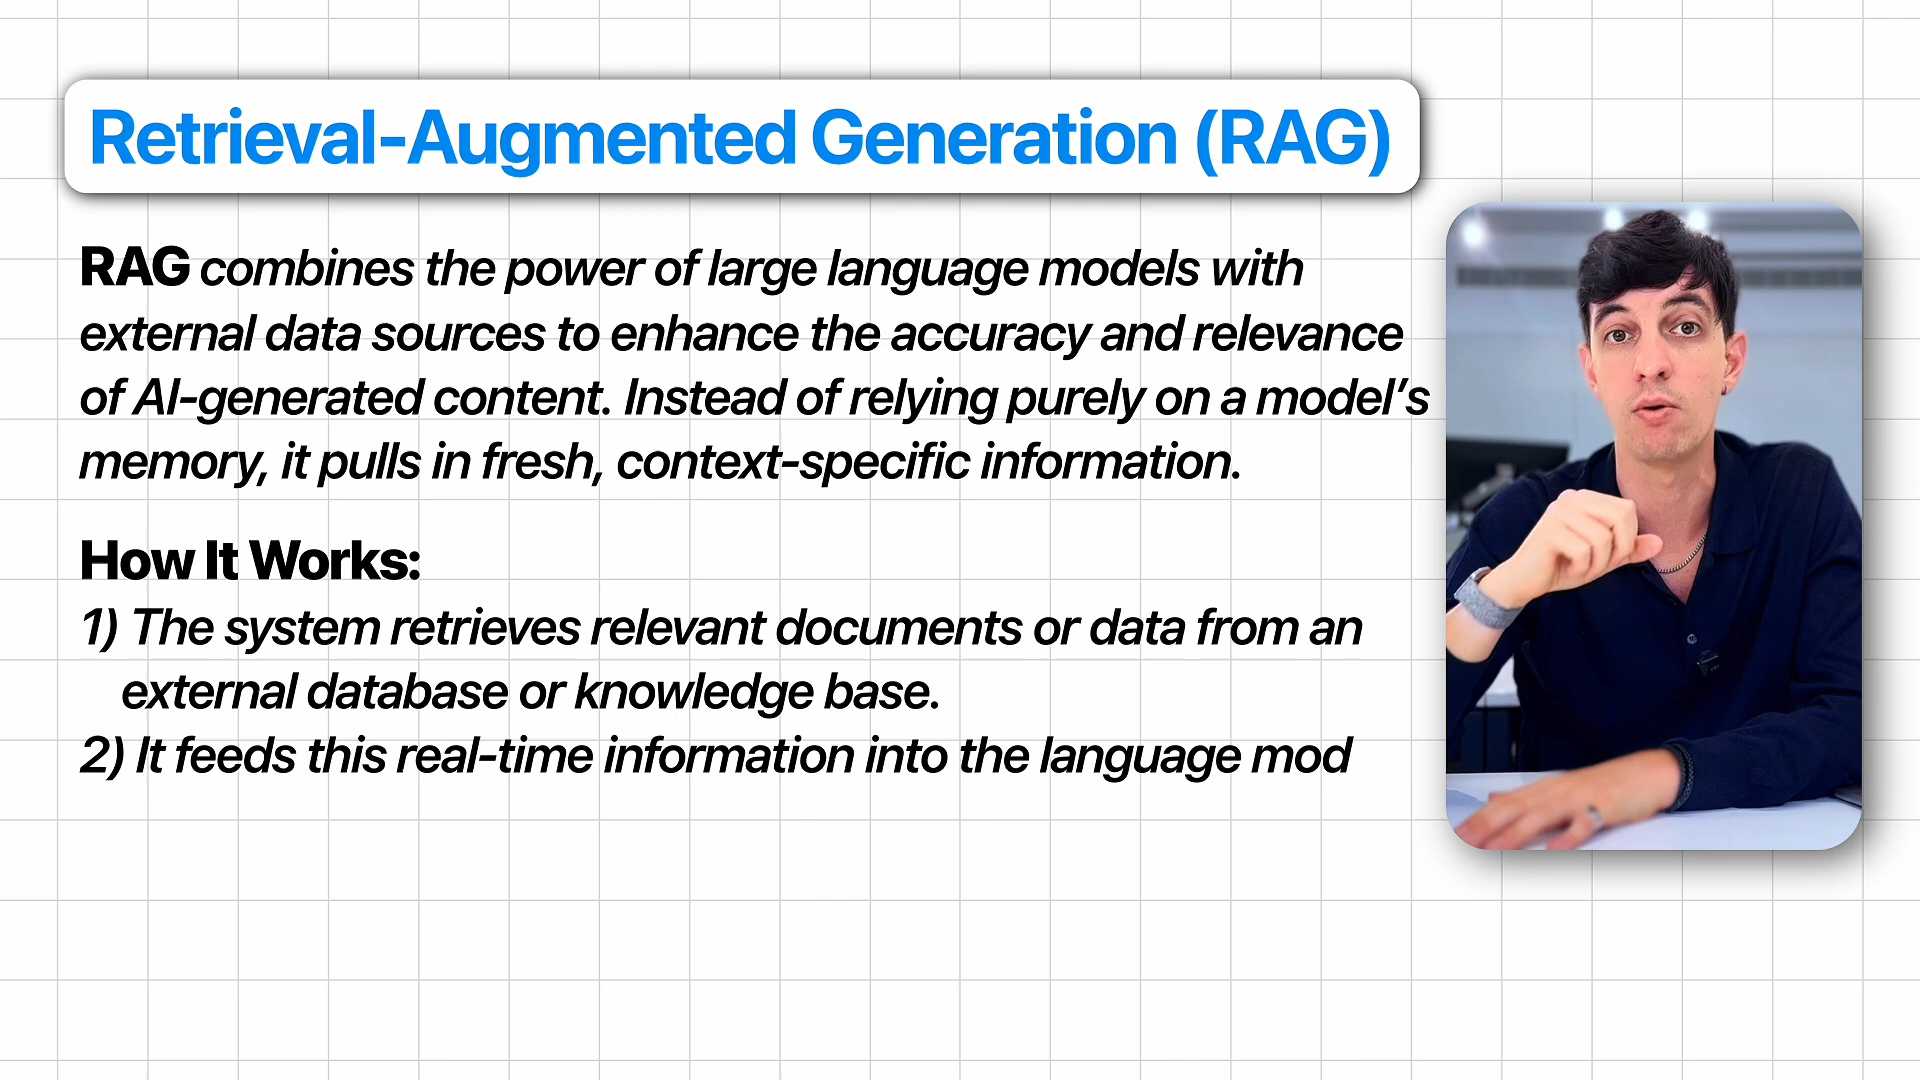 Retrieval-Augmented Generation (RAG)
RAG combines the power of large language models with
external data sources to enhance the accuracy and relevance
of AI-generated content. Instead of relying purely on a model’s
memory, it pulls in fresh, context-specific information.
How It Works:
1) The system retrieves relevant documents or data from an
external database or knowledge base.
2) It feeds this real-time information into the language mod